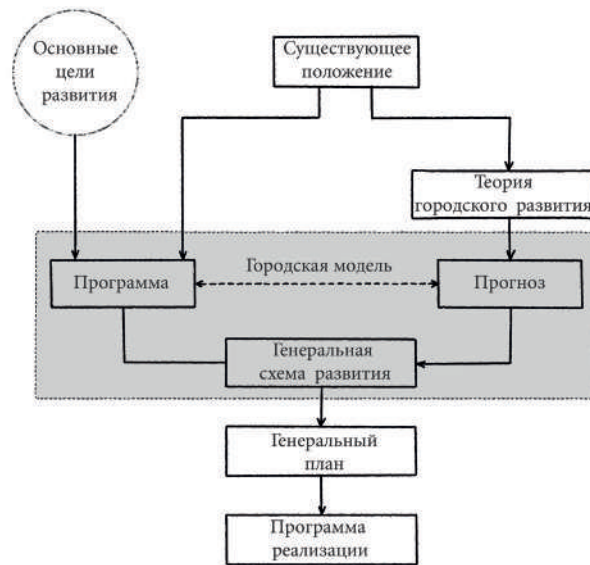 Основные
цели
развития
Существующее
положение
Теория
городского развития
Городская модель
Программа
Прогноз
Генеральная
схема развития
Генеральный
план
Программа
реализации